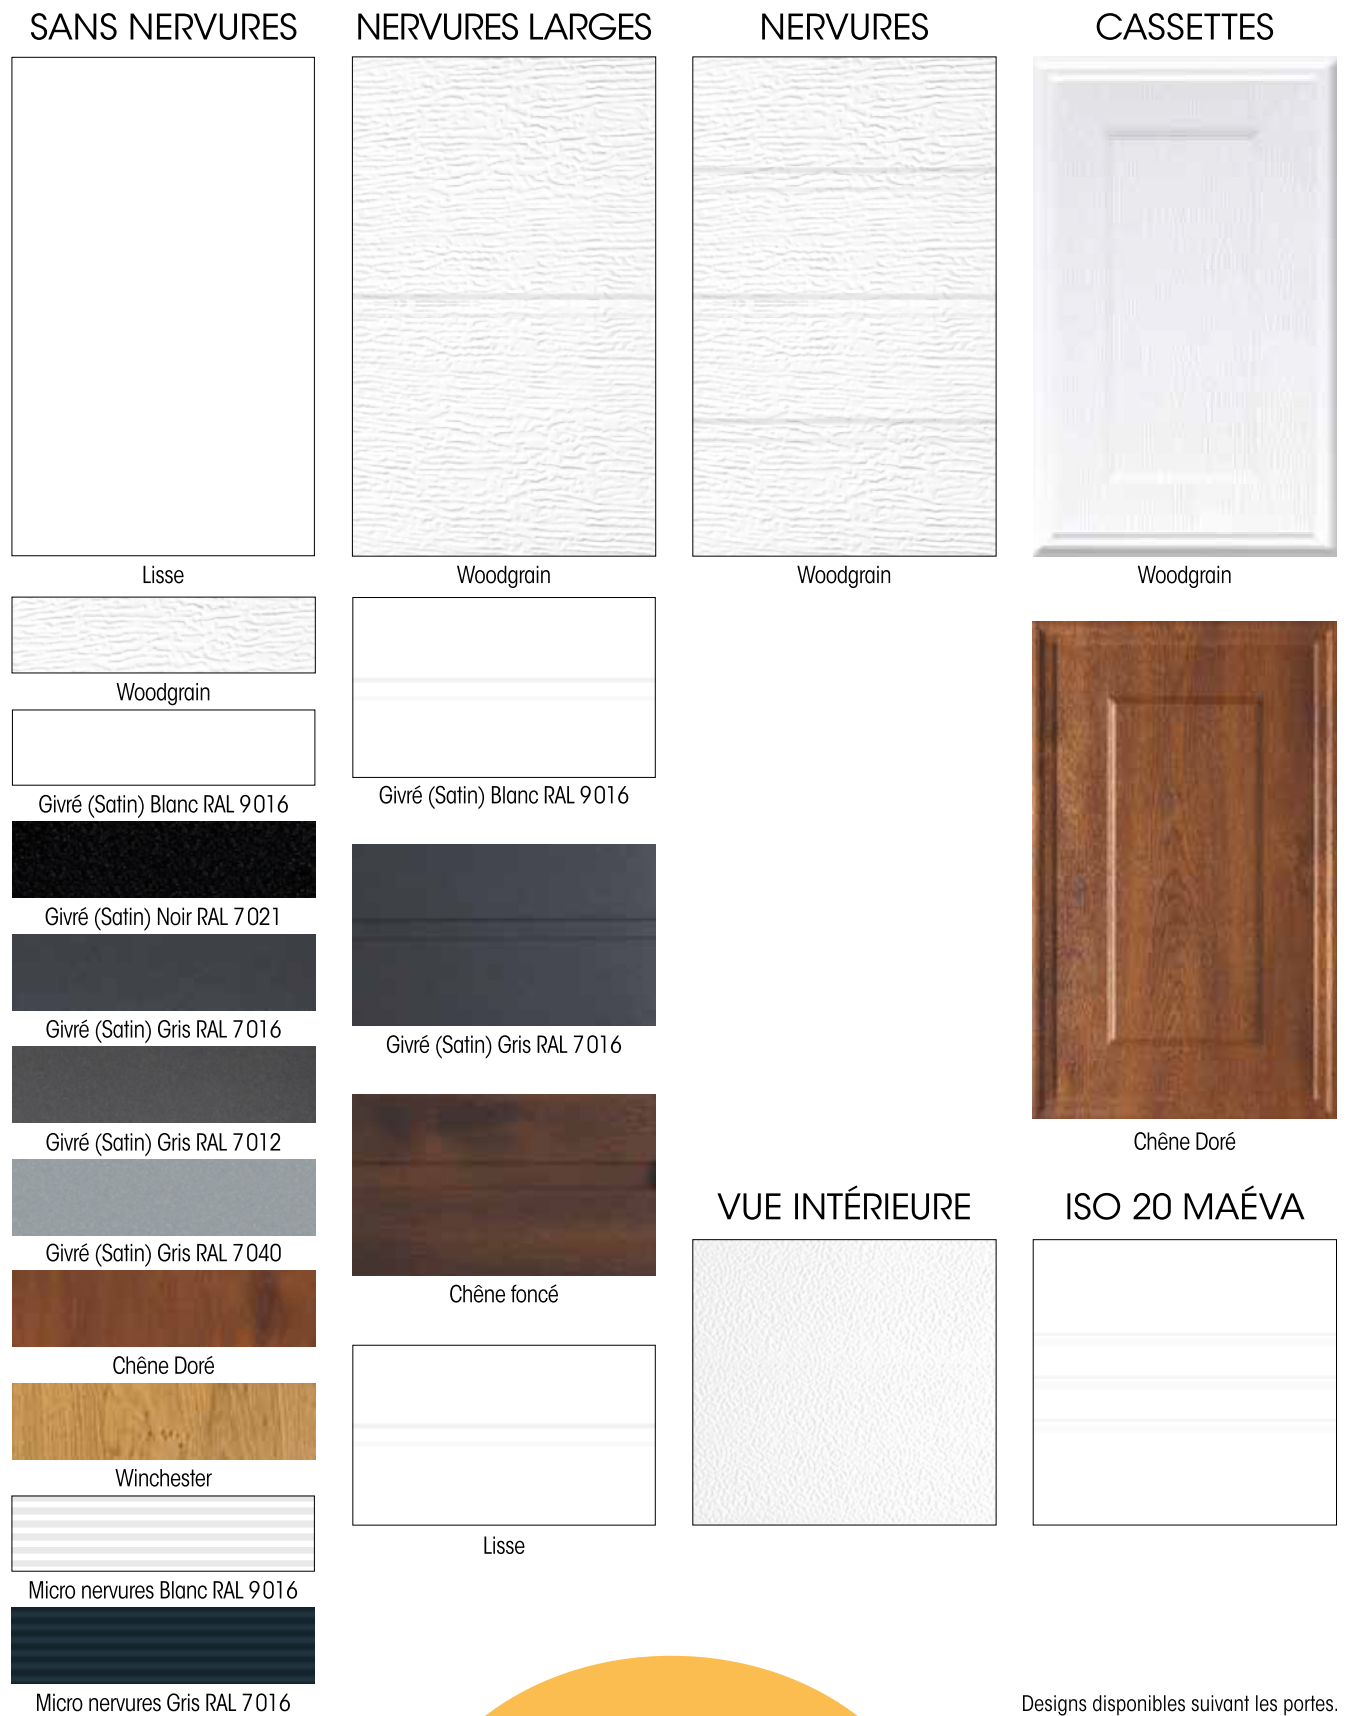 SANS NERVURES
Lisse
Woodgrain
Givré (Satin) Blanc RAL 9016
Givré (Satin) Noir RAL 7021
Givré (Satin) Gris RAL 7016
Givré (Satin) Gris RAL 7012
Givré (Satin) Gris RAL 7040
Chêne Doré
Winchester
Micro nervures Blanc RAL 9016
Micro nervures Gris RAL 7016
NERVURES LARGES
Woodgrain
Givré (Satin) Blanc RAL 9016
Givré (Satin) Gris RAL 7016
Chêne foncé
Lisse
NERVURES
Woodgrain
VUE INTÉRIEURE
CASSETTES
Woodgrain
Chêne Doré
ISO 20 MAÉVA
Designs disponibles suivant les portes.